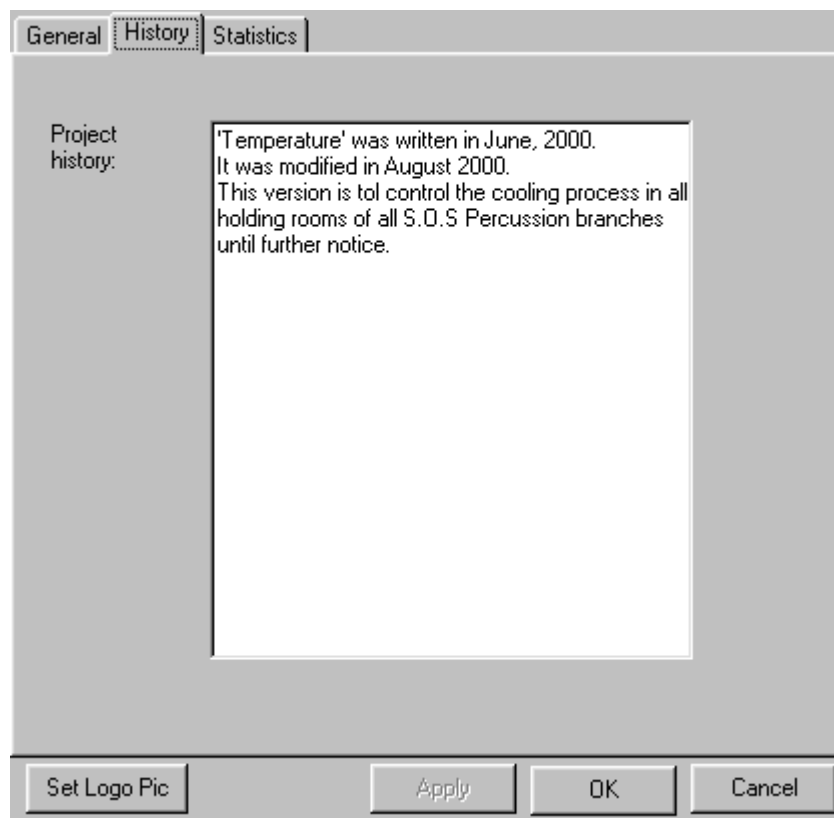 General History Statistics
Project
history:
'Temperature' was written in June, 2000.
It was modified in August 2000.
This version is tol control the cooling process in all
holding rooms of all S.O.S Percussion branches
until further notice.
Set Logo Pic Apply OK Cancel